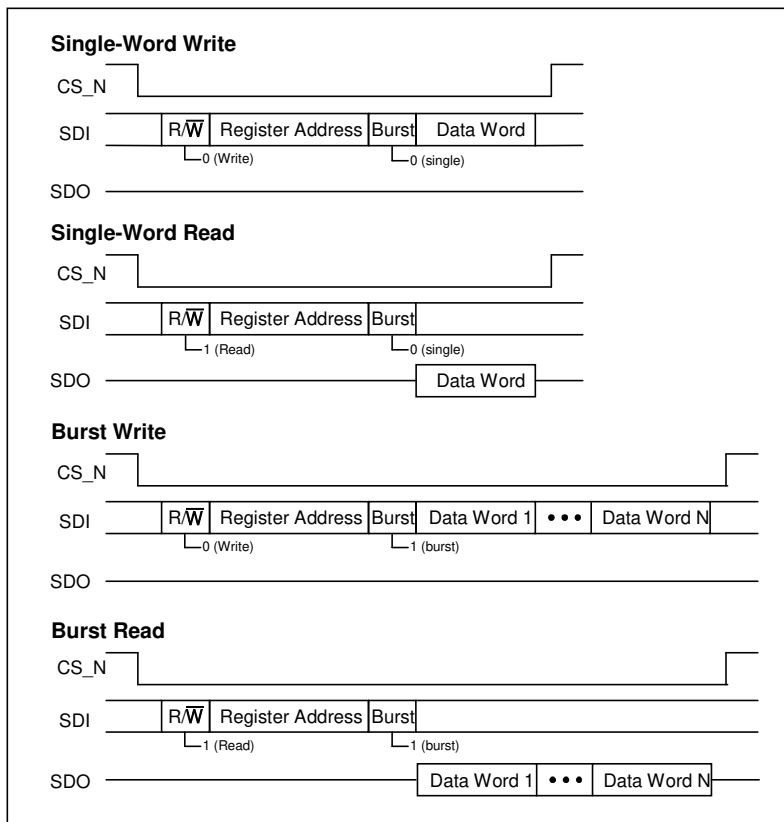 Single-Word Write
CS_N
SDI R/W̅ Register Address Burst Data Word
0 (Write) 0 (single)
SDO
Single-Word Read
CS_N
SDI R/W̅ Register Address Burst
1 (Read) 0 (single)
SDO Data Word
Burst Write
CS_N
SDI R/W̅ Register Address Burst Data Word 1 ••• Data Word N
0 (Write) 1 (burst)
SDO
Burst Read
CS_N
SDI R/W̅ Register Address Burst
1 (Read) 1 (burst)
SDO Data Word 1 ••• Data Word N